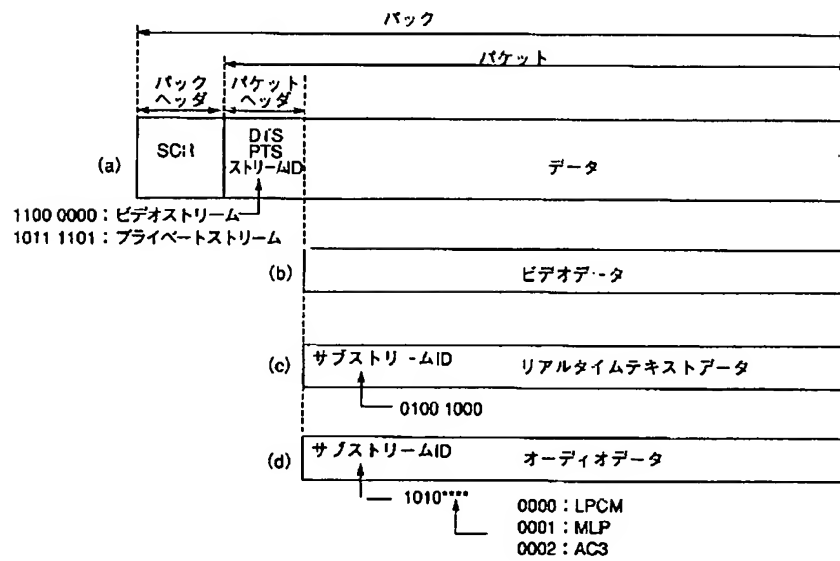 パック
パケット
パック
ヘッダ
パケット
ヘッダ
(a)
SCR
DTS
PTS
ストリームID
データ
1100 0000：ビデオストリーム
1011 1101：プライベートストリーム
(b)
ビデオデータ
(c)
サブストリームID
リアルタイムテキストデータ
0100 1000
(d)
サブストリームID
オーディオデータ
1010****
0000：LPCM
0001：MLP
0002：AC3